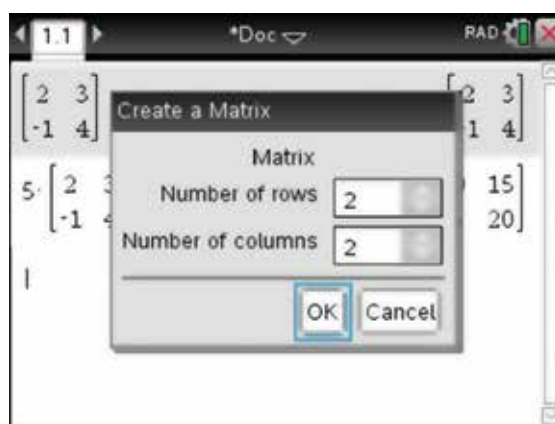 1.1 *Doc RAD
[2 3] [2 3]
[-1 4] -1 4]
Create a Matrix
Matrix
5· [2 3 15]
[-1 4 20]
Number of rows 2
Number of columns 2
OK Cancel